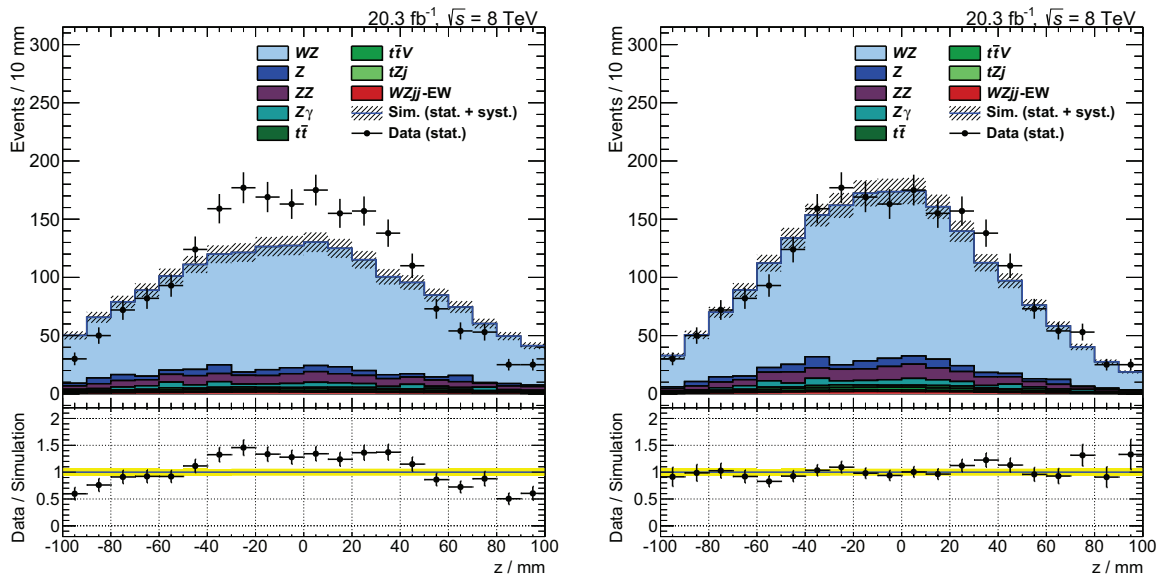 20.3 fb⁻¹, √s = 8 TeV
Events / 10 mm
300
250
200
150
100
50
0
WZ
Z
ZZ
Zγ
tt̄
tt̄V
tZj
WZjj-EW
Sim. (stat. + syst.)
Data (stat.)
Data / Simulation
2
1.5
1
0.5
0
-100 -80 -60 -40 -20 0 20 40 60 80 100
z / mm
20.3 fb⁻¹, √s = 8 TeV
Events / 10 mm
300
250
200
150
100
50
0
WZ
Z
ZZ
Zγ
tt̄
tt̄V
tZj
WZjj-EW
Sim. (stat. + syst.)
Data (stat.)
Data / Simulation
2
1.5
1
0.5
0
-100 -80 -60 -40 -20 0 20 40 60 80 100
z / mm